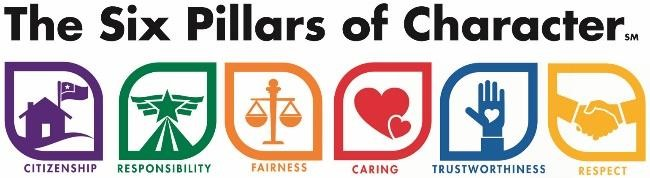 The Six Pillars of Character SM
CITIZENSHIP RESPONSIBILITY FAIRNESS CARING TRUSTWORTHINESS RESPECT